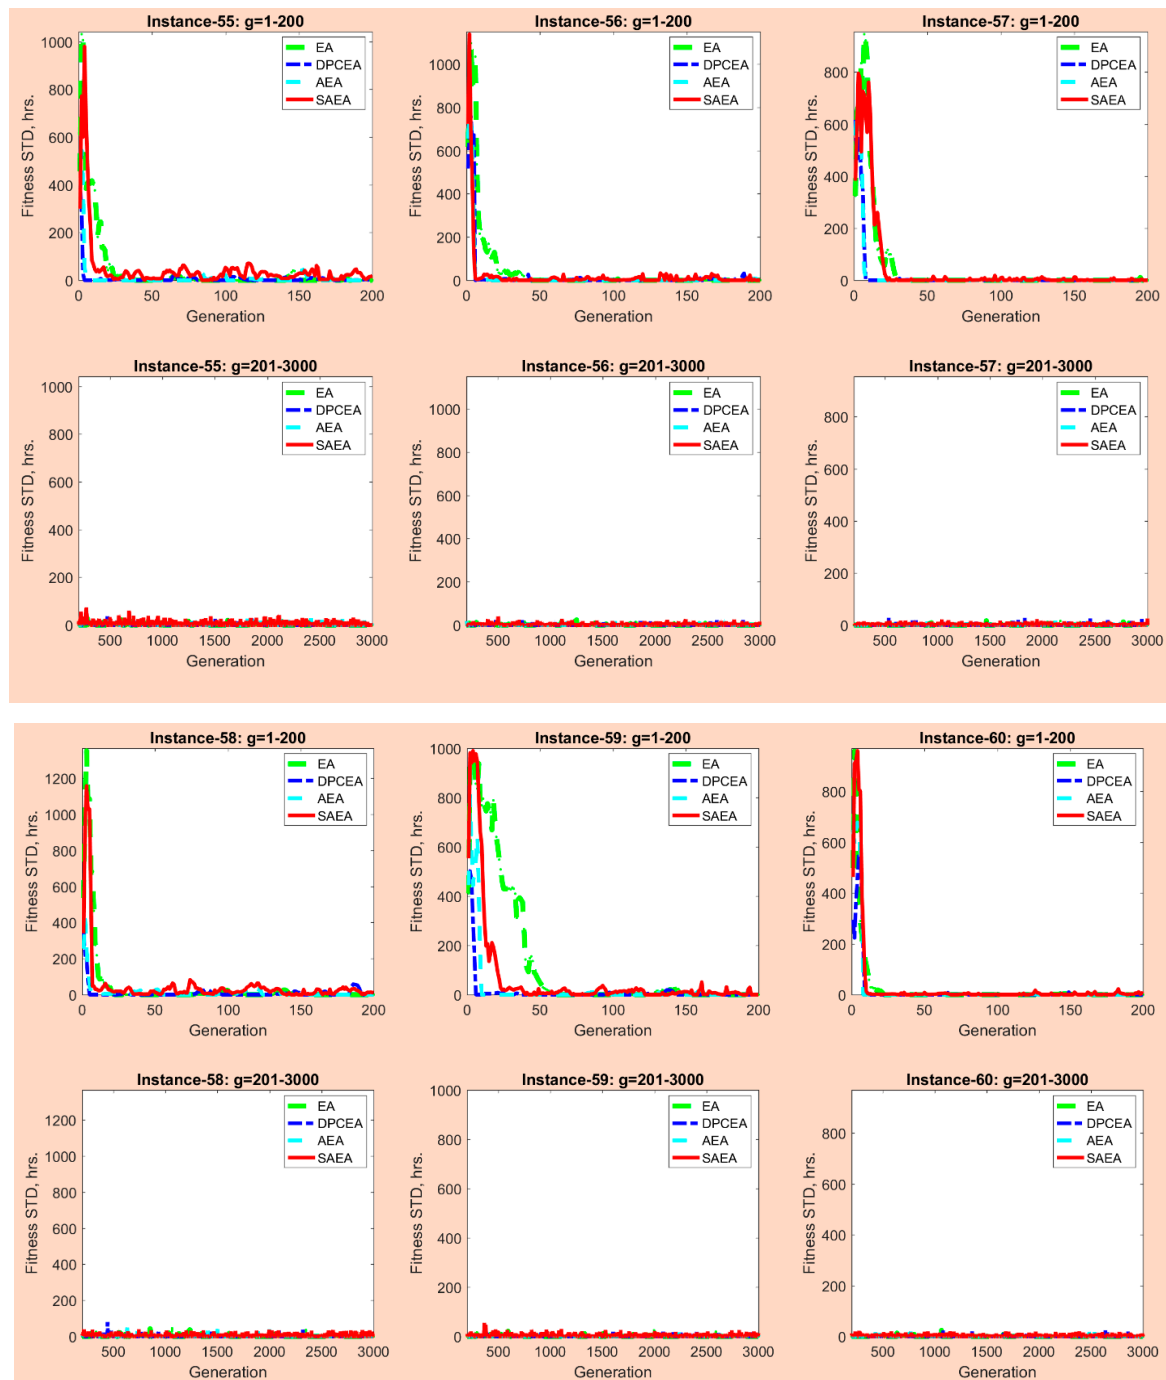 Instance-55: g=1-200
Fitness STD, hrs.
1000
800
600
400
200
0
EA
DPCEA
AEA
SAEA
0 50 100 150 200
Generation
Instance-56: g=1-200
Fitness STD, hrs.
1000
800
600
400
200
0
EA
DPCEA
AEA
SAEA
0 50 100 150 200
Generation
Instance-57: g=1-200
Fitness STD, hrs.
800
600
400
200
0
EA
DPCEA
AEA
SAEA
0 50 100 150 200
Generation
Instance-55: g=201-3000
Fitness STD, hrs.
1000
800
600
400
200
0
EA
DPCEA
AEA
SAEA
500 1000 1500 2000 2500 3000
Generation
Instance-56: g=201-3000
Fitness STD, hrs.
1000
800
600
400
200
0
EA
DPCEA
AEA
SAEA
500 1000 1500 2000 2500 3000
Generation
Instance-57: g=201-3000
Fitness STD, hrs.
800
600
400
200
0
EA
DPCEA
AEA
SAEA
500 1000 1500 2000 2500 3000
Generation
Instance-58: g=1-200
Fitness STD, hrs.
1200
1000
800
600
400
200
0
EA
DPCEA
AEA
SAEA
0 50 100 150 200
Generation
Instance-59: g=1-200
Fitness STD, hrs.
1000
800
600
400
200
0
EA
DPCEA
AEA
SAEA
0 50 100 150 200
Generation
Instance-60: g=1-200
Fitness STD, hrs.
800
600
400
200
0
EA
DPCEA
AEA
SAEA
0 50 100 150 200
Generation
Instance-58: g=201-3000
Fitness STD, hrs.
1200
1000
800
600
400
200
0
EA
DPCEA
AEA
SAEA
500 1000 1500 2000 2500 3000
Generation
Instance-59: g=201-3000
Fitness STD, hrs.
1000
800
600
400
200
0
EA
DPCEA
AEA
SAEA
500 1000 1500 2000 2500 3000
Generation
Instance-60: g=201-3000
Fitness STD, hrs.
800
600
400
200
0
EA
DPCEA
AEA
SAEA
500 1000 1500 2000 2500 3000
Generation